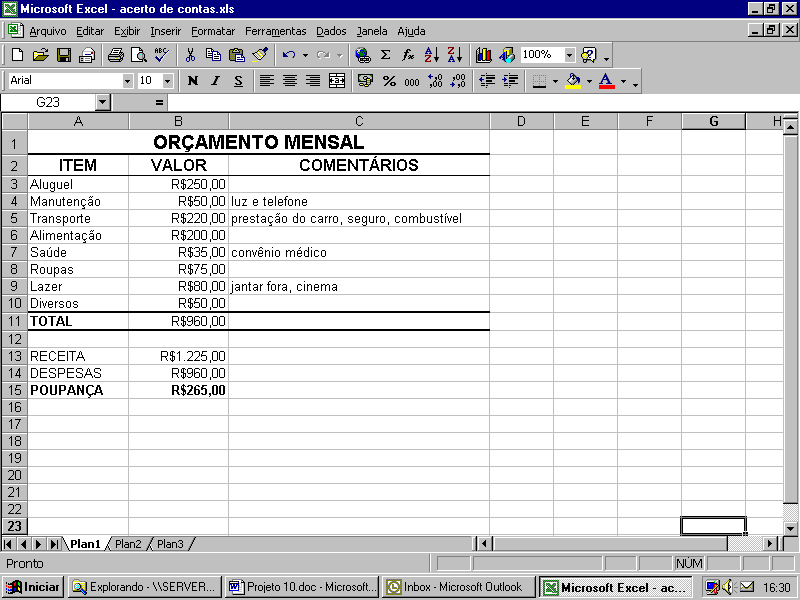 Microsoft Excel - acerto de contas.xls
Arquivo Editar Exibir Inserir Formatar Ferramentas Dados Janela Ajuda
100%
Arial 10 N I S % 000
G23 =
A B C D E F G H
1 ORÇAMENTO MENSAL
2 ITEM VALOR COMENTÁRIOS
3 Aluguel R$250,00
4 Manutenção R$50,00 luz e telefone
5 Transporte R$220,00 prestação do carro, seguro, combustível
6 Alimentação R$200,00
7 Saúde R$35,00 convênio médico
8 Roupas R$75,00
9 Lazer R$80,00 jantar fora, cinema
10 Diversos R$50,00
11 TOTAL R$960,00
12
13 RECEITA R$1.225,00
14 DESPESAS R$960,00
15 POUPANÇA R$265,00
16
17
18
19
20
21
22
23
Plan1 Plan2 Plan3
Pronto NÚM
Iniciar Explorando - \\SERVER... Projeto 10.doc - Microsoft... Inbox - Microsoft Outlook Microsoft Excel - ac... 16:30